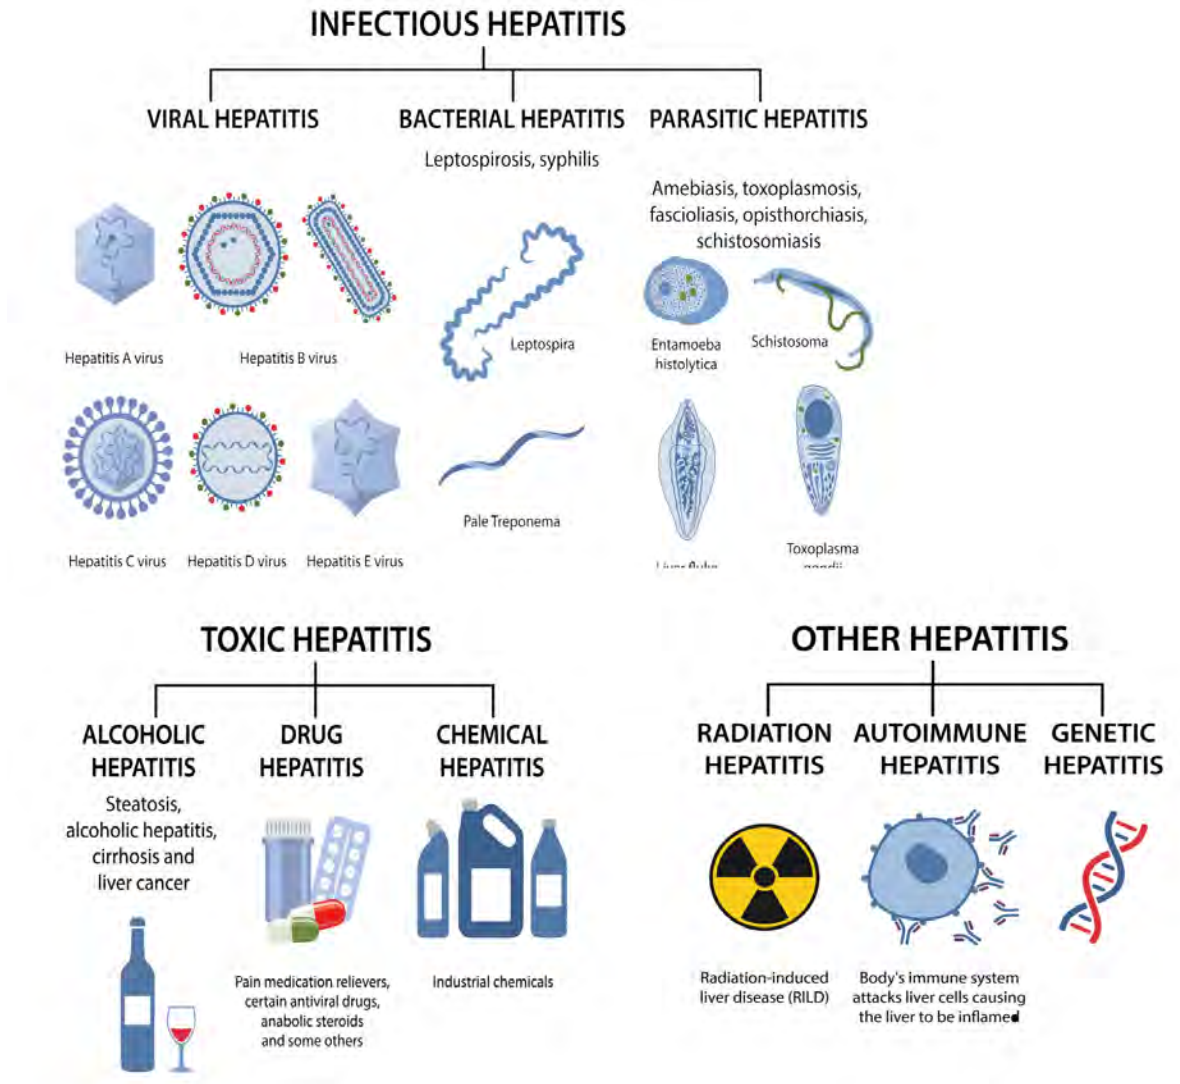 INFECTIOUS HEPATITIS
VIRAL HEPATITIS
BACTERIAL HEPATITIS
PARASITIC HEPATITIS
Leptospirosis, syphilis
Amebiasis, toxoplasmosis,
fascioliasis, opisthorchiasis,
schistosomiasis
Hepatitis A virus
Hepatitis B virus
Leptospira
Entamoeba
histolytica
Schistosoma
Hepatitis C virus
Hepatitis D virus
Hepatitis E virus
Pale Treponema
Liver fluke
Toxoplasma
gondii
TOXIC HEPATITIS
ALCOHOLIC
HEPATITIS
Steatosis,
alcoholic hepatitis,
cirrhosis and
liver cancer
DRUG
HEPATITIS
Pain medication relievers,
certain antiviral drugs,
anabolic steroids
and some others
CHEMICAL
HEPATITIS
Industrial chemicals
OTHER HEPATITIS
RADIATION
HEPATITIS
Radiation-induced
liver disease (RILD)
AUTOIMMUNE
HEPATITIS
Body's immune system
attacks liver cells causing
the liver to be inflamed
GENETIC
HEPATITIS